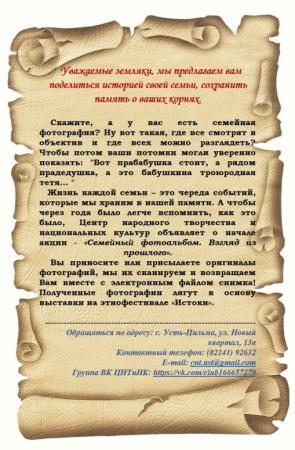 Уважаемые земляки, мы предлагаем вам
поделиться историей своей семьи, сохранить
память о ваших корнях.
Скажите, а у вас есть семейная
фотография? Ну вот такая, где все смотрят в
объектив и где всех можно разглядеть?
Чтобы потом ваши потомки могли уверенно
показать: "Вот прабабушка стоит, а рядом
прадедушка, а это бабушкина троюродная
тетя... "
Жизнь каждой семьи – это череда событий,
которые мы храним в нашей памяти. А чтобы
через года было легче вспомнить, как это
было, Центр народного творчества и
национальных культур объявляет о начале
акции - «Семейный фотоальбом. Взгляд из
прошлого».
Вы приносите или присылаете оригиналы
фотографий, мы их сканируем и возвращаем
Вам вместе с электронным файлом снимка!
Полученные фотографии лягут в основу
выставки на этнофестивале «Истоки».
Обращаться по адресу: с. Усть-Цильма, ул. Новый
квартал, 13а
Контактный телефон: (82141) 92632
E-mail: cnt.ust@gmail.com
Группа ВК ЦНТиНК: https://vk.com/club166657270